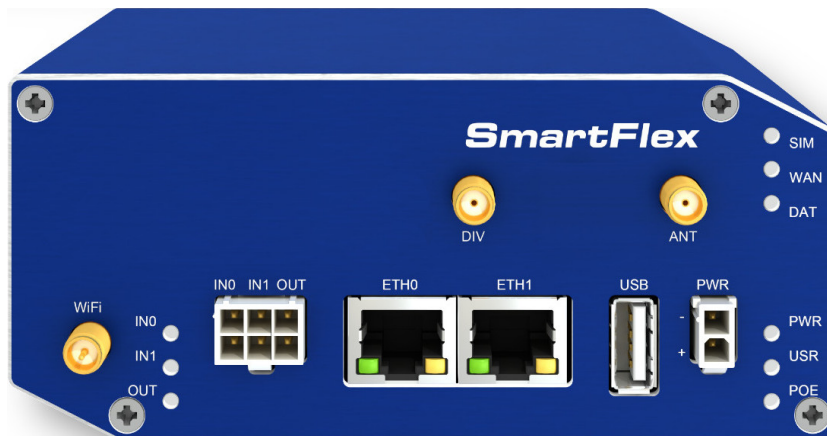 SmartFlex
SIM
WAN
DAT
DIV
ANT
IN0 IN1 OUT
ETH0
ETH1
USB
PWR
WiFi
IN0
IN1
OUT
-
+
PWR
USR
POE